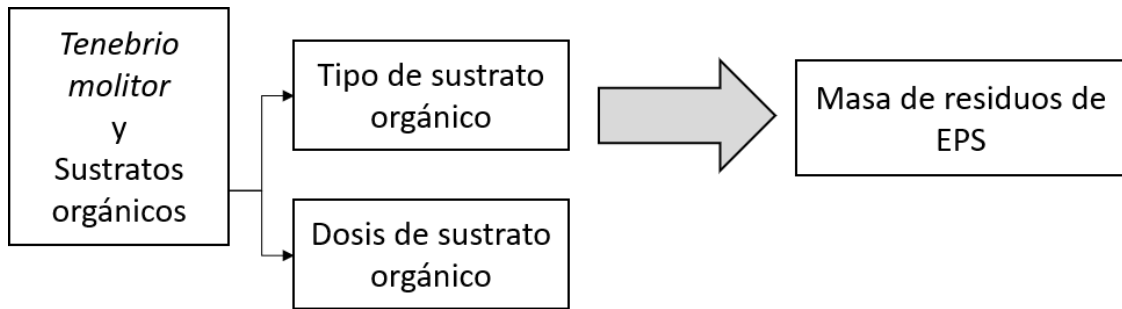 Tenebrio
molitor
y
Sustratos
orgánicos
Tipo de sustrato
orgánico
Dosis de sustrato
orgánico
Masa de residuos de
EPS